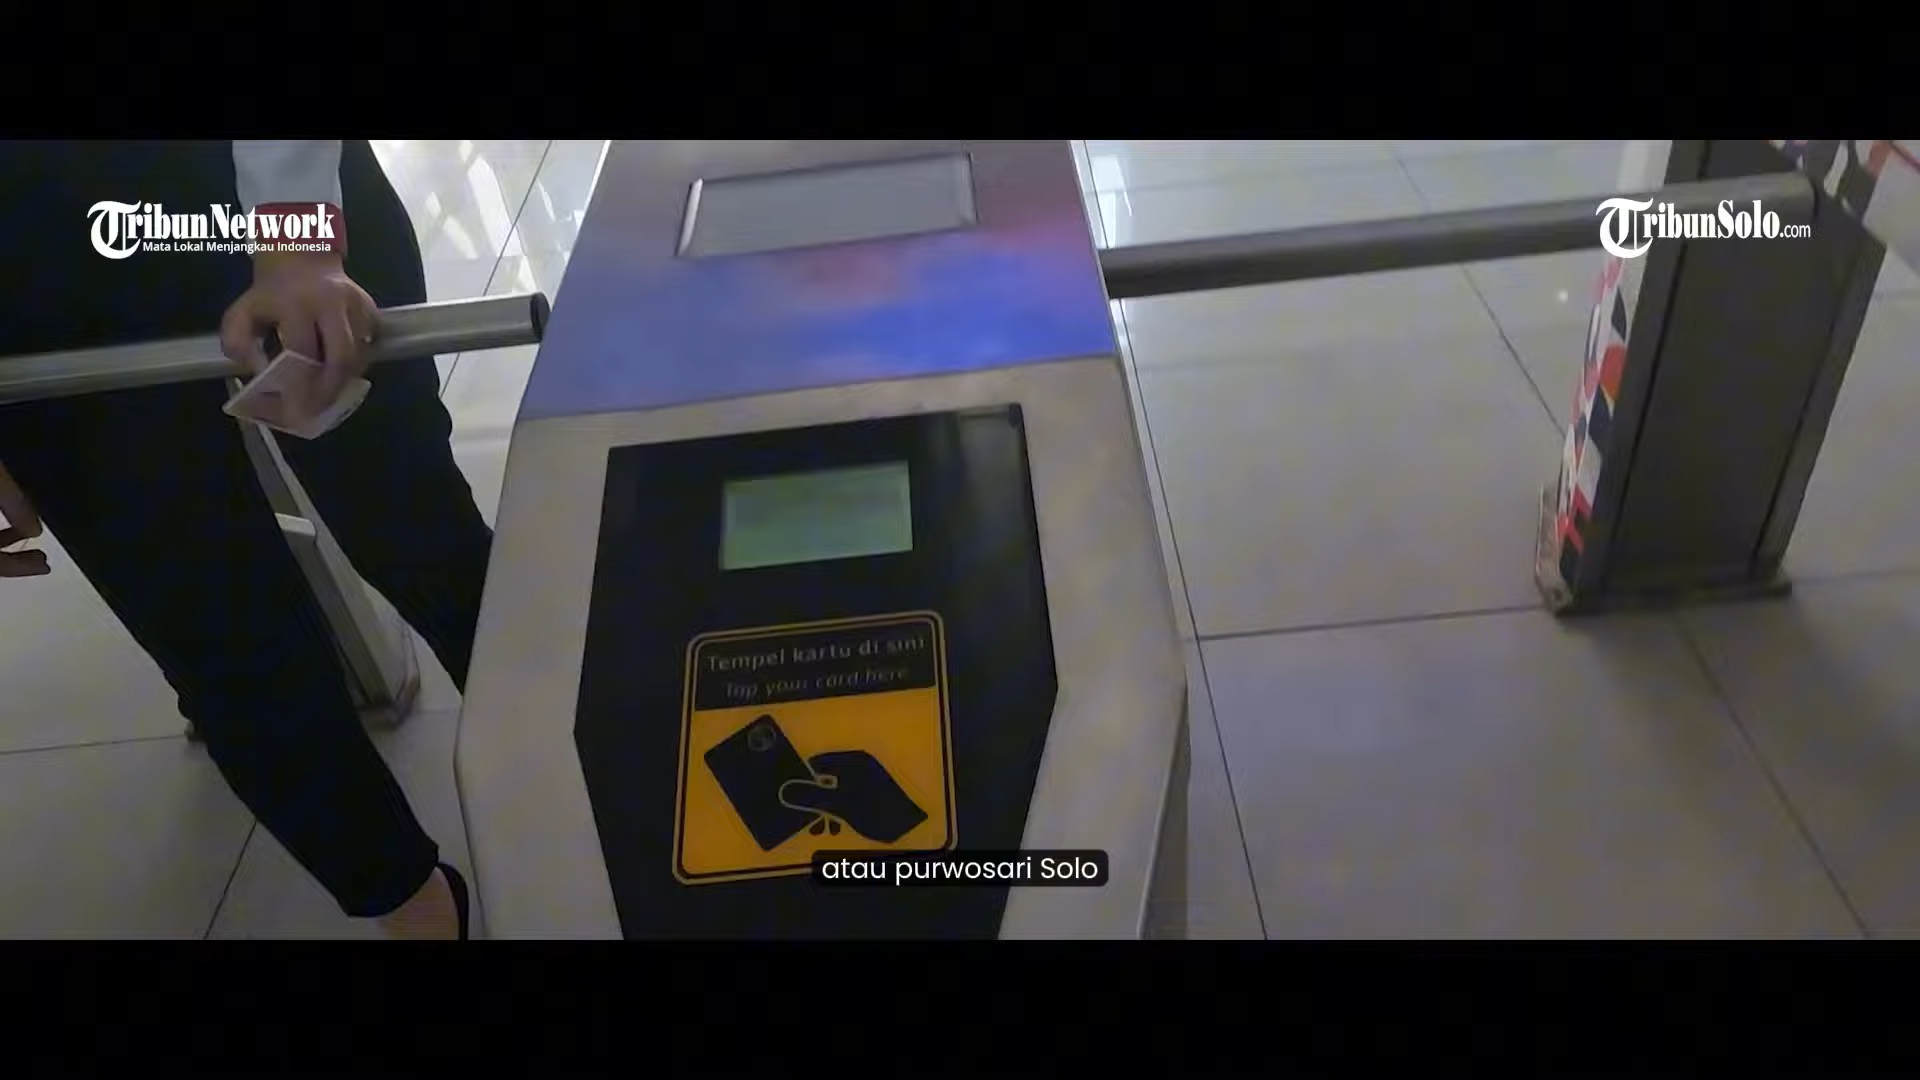 TribunNetwork
Mata Lokal Menjangkau Indonesia
TribunSolo.com
Tempel kartu di sini
Tap your card here
atau purwosari Solo